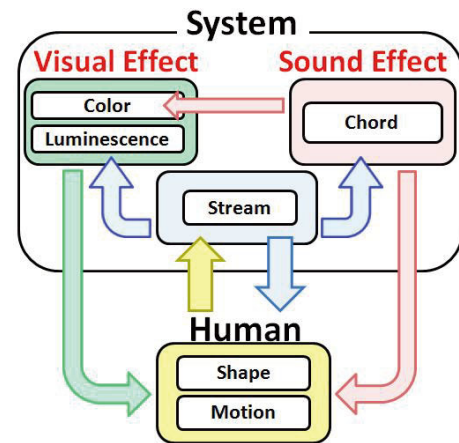 System
Visual Effect
Sound Effect
Color
Luminescence
Chord
Stream
Human
Shape
Motion